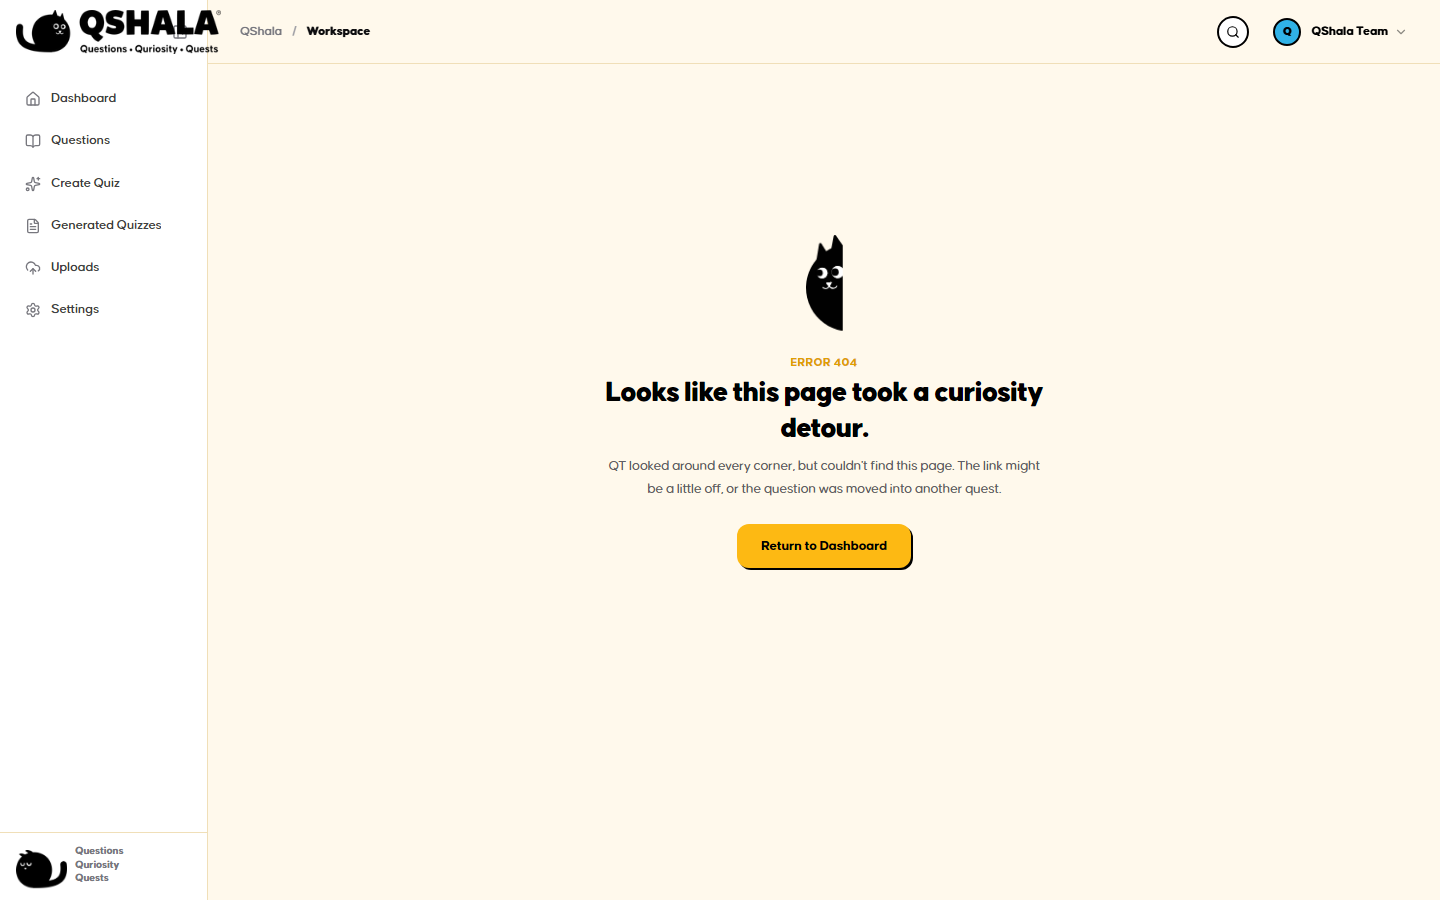 QSHALA®
Questions • Quriosity • Quests
QShala / Workspace
Q QShala Team
Dashboard
Questions
Create Quiz
Generated Quizzes
Uploads
Settings
ERROR 404
Looks like this page took a curiosity
detour.
QT looked around every corner, but couldn't find this page. The link might
be a little off, or the question was moved into another quest.
Return to Dashboard
Questions
Quriosity
Quests